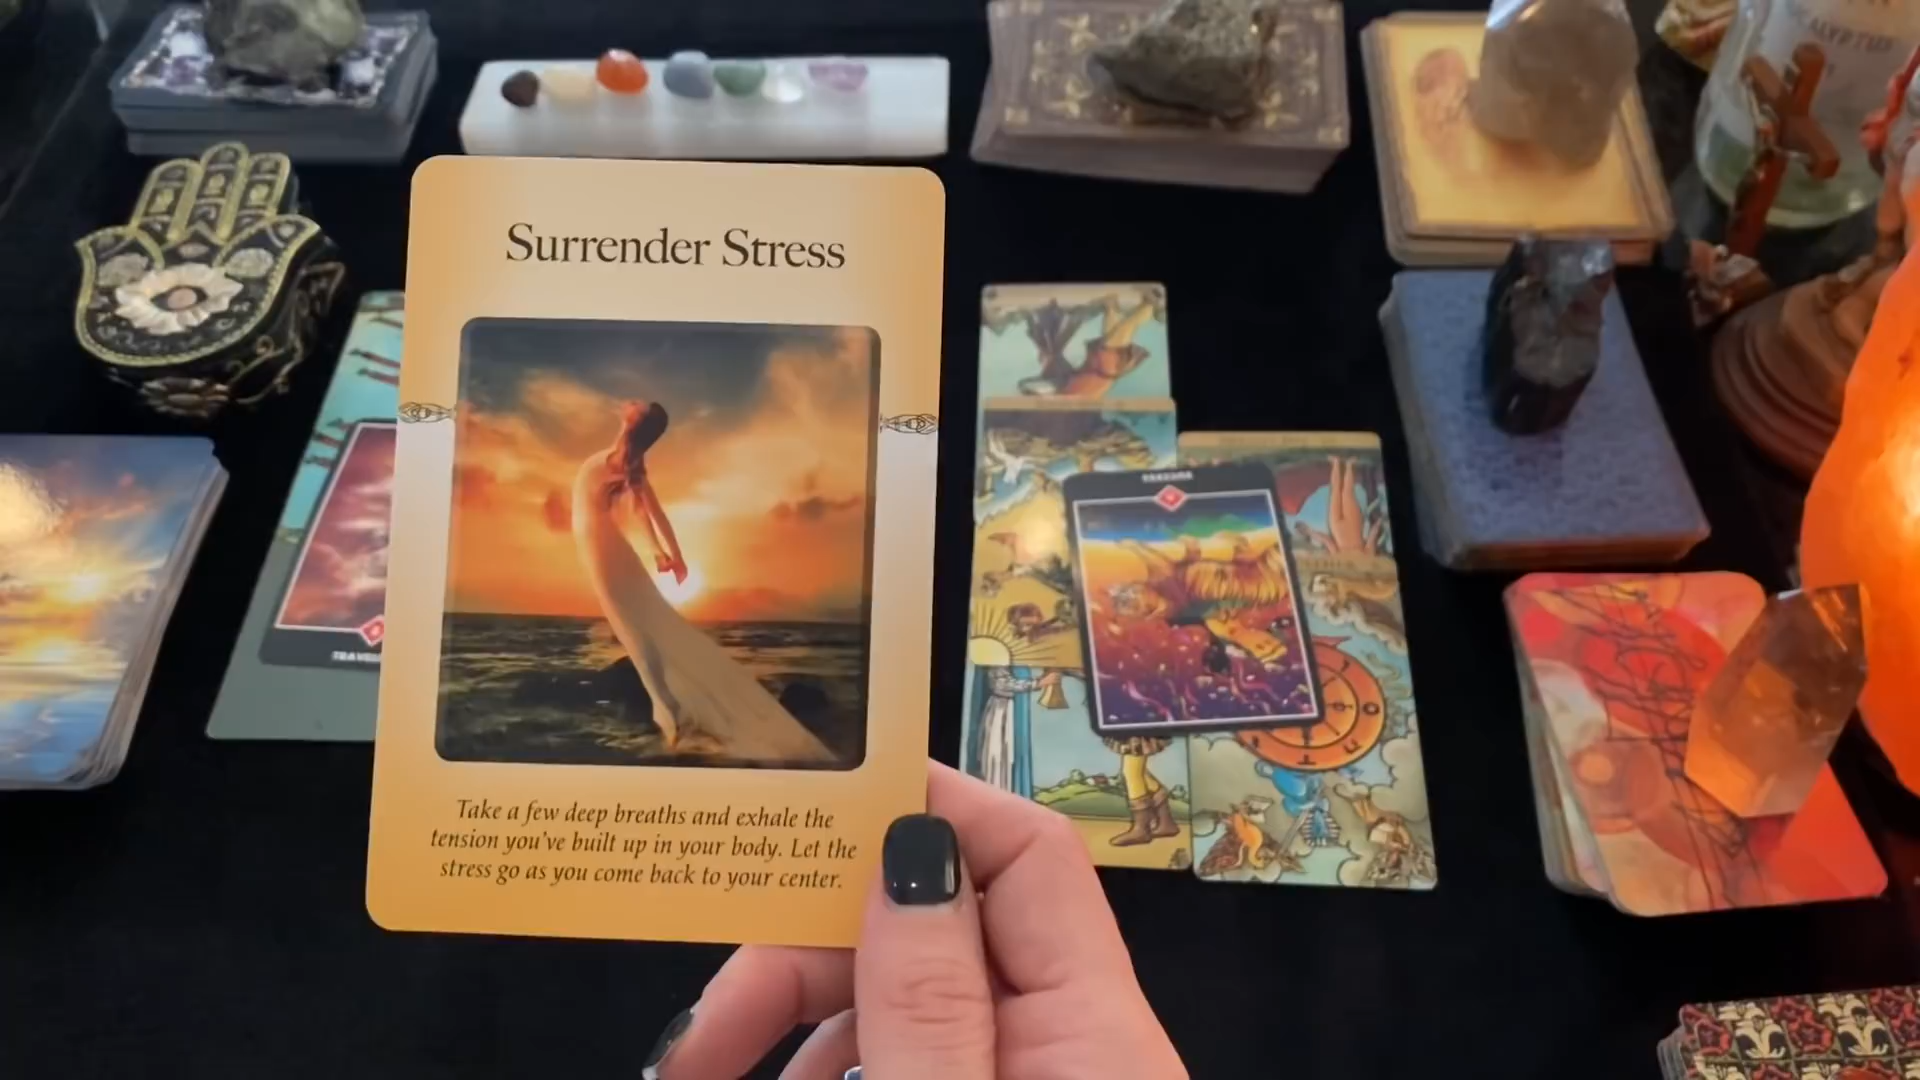 Surrender Stress
Take a few deep breaths and exhale the
tension you've built up in your body. Let the
stress go as you come back to your center.